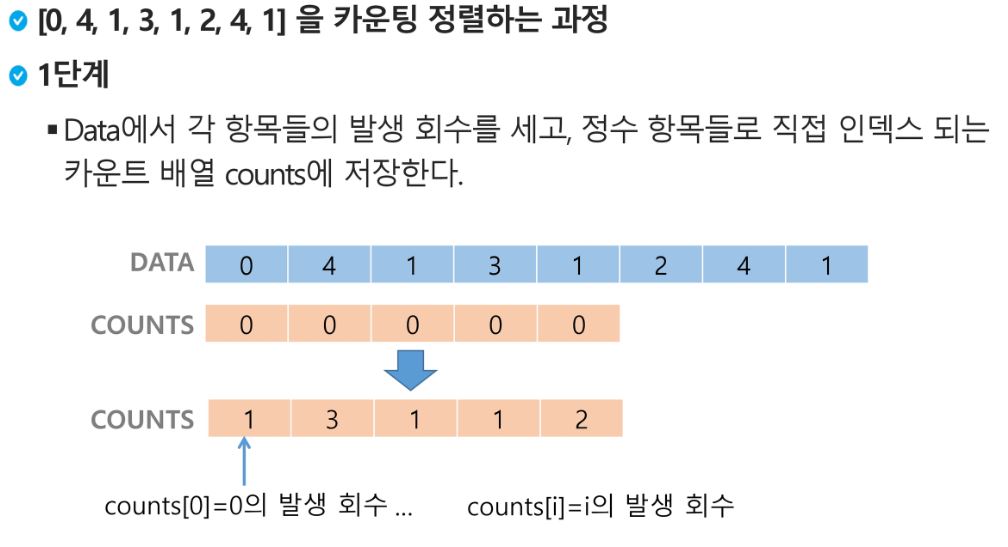 [0, 4, 1, 3, 1, 2, 4, 1] 을 카운팅 정렬하는 과정
1단계
Data에서 각 항목들의 발생 회수를 세고, 정수 항목들로 직접 인덱스 되는
카운트 배열 counts에 저장한다.
DATA 0 4 1 3 1 2 4 1
COUNTS 0 0 0 0 0
COUNTS 1 3 1 1 2
counts[0]=0의 발생 회수 ... counts[i]=i의 발생 회수